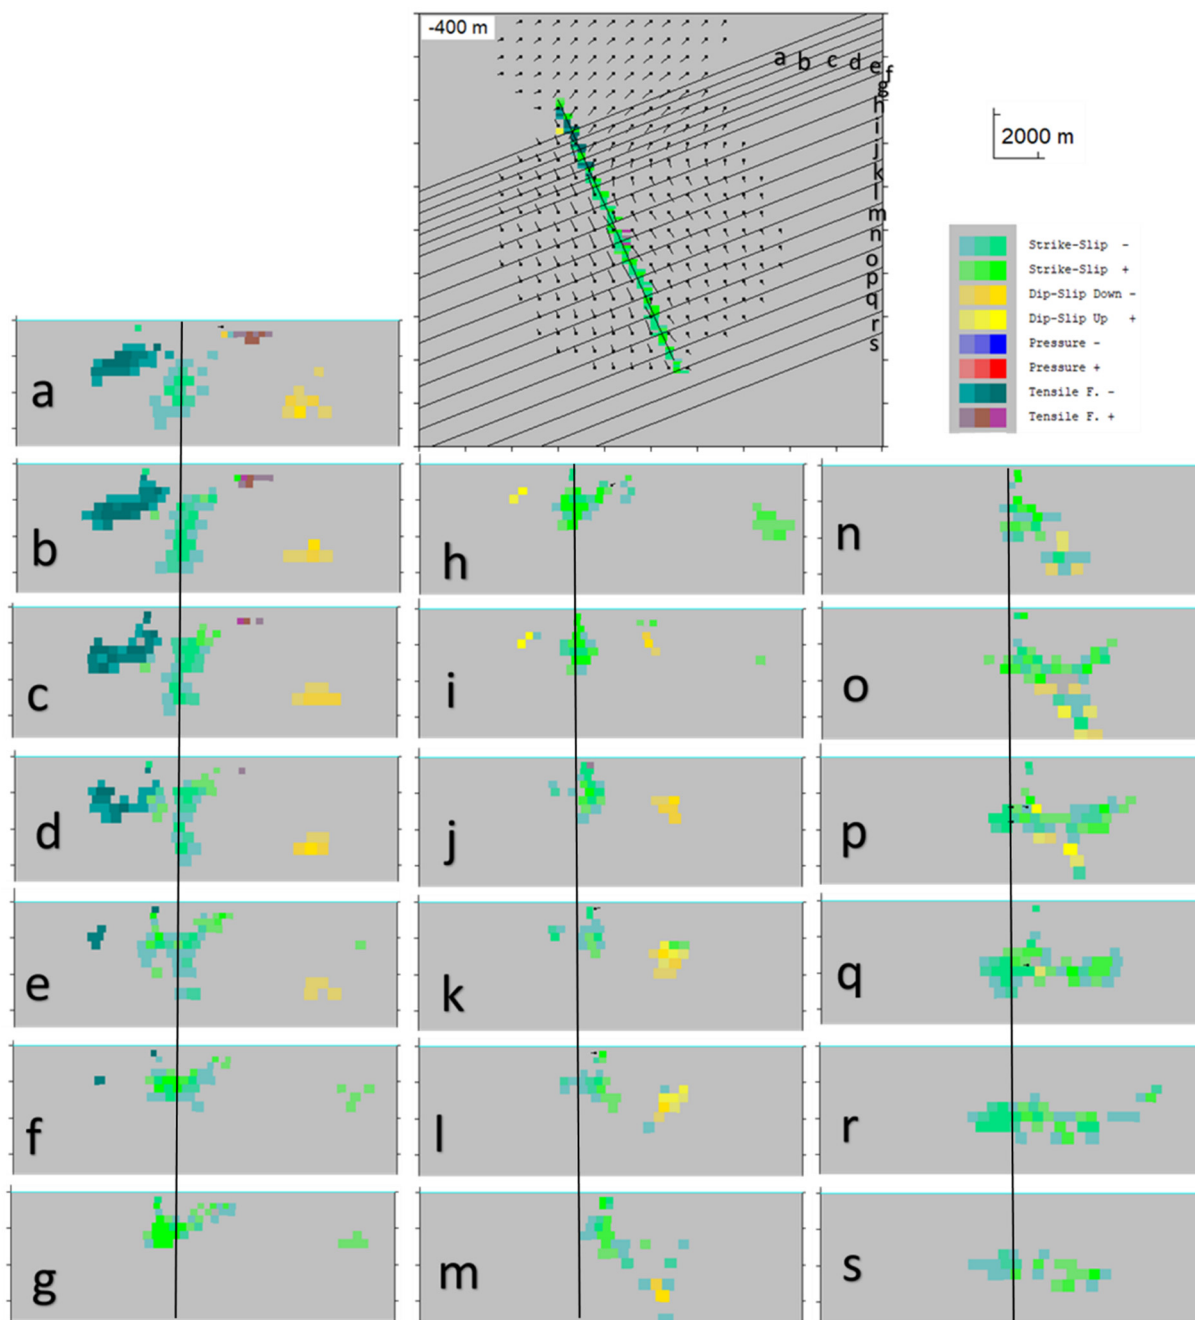 -400 m
a b c d e f
g
h
i
j
k
l
m
n
o
p
q
r
s
2000 m
Strike-Slip -
Strike-Slip +
Dip-Slip Down -
Dip-Slip Up +
Pressure -
Pressure +
Tensile F. -
Tensile F. +
a
b
c
d
e
f
g
h
i
j
k
l
m
n
o
p
q
r
s